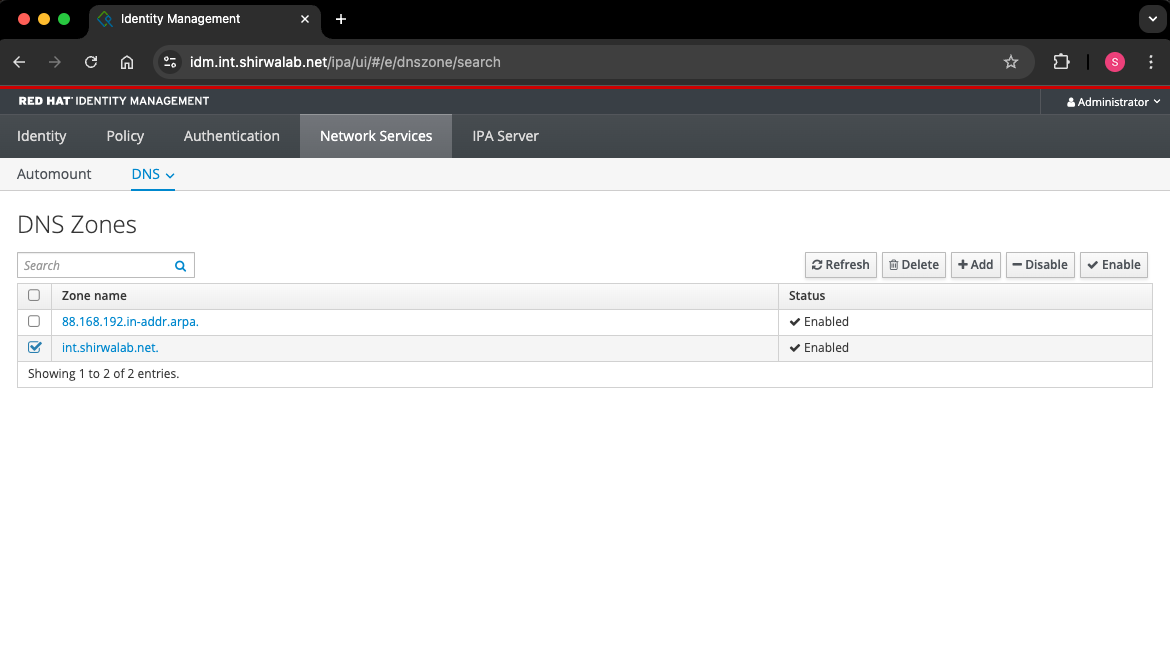 Identity Management
idm.int.shirwalab.net/ipa/ui/#/e/dnszone/search
S
RED HAT® IDENTITY MANAGEMENT
Administrator
Identity Policy Authentication Network Services IPA Server
Automount DNS
DNS Zones
Search
Refresh Delete Add Disable Enable
Zone name Status
88.168.192.in-addr.arpa. Enabled
int.shirwalab.net. Enabled
Showing 1 to 2 of 2 entries.